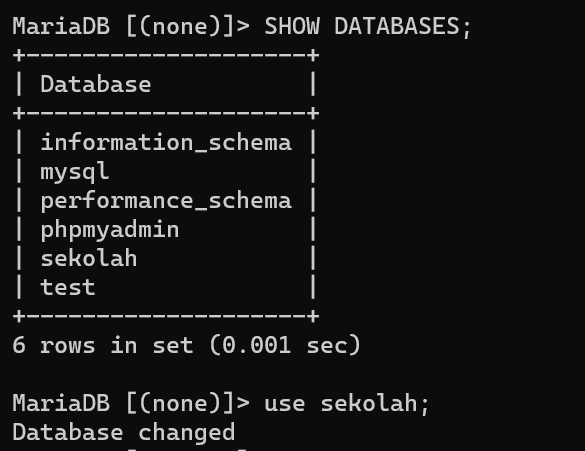 MariaDB [(none)]> SHOW DATABASES;
+--------------------+
| Database           |
+--------------------+
| information_schema |
| mysql              |
| performance_schema |
| phpmyadmin         |
| sekolah            |
| test               |
+--------------------+
6 rows in set (0.001 sec)
MariaDB [(none)]> use sekolah;
Database changed